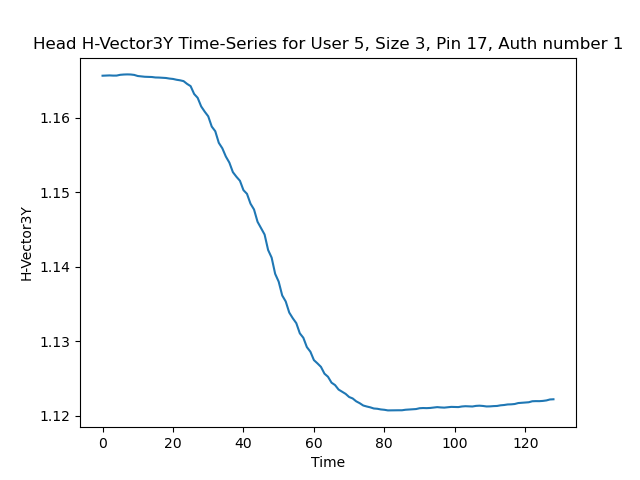 Head H-Vector3Y Time-Series for User 5, Size 3, Pin 17, Auth number 1
H-Vector3Y
1.16
1.15
1.14
1.13
1.12
0 20 40 60 80 100 120
Time